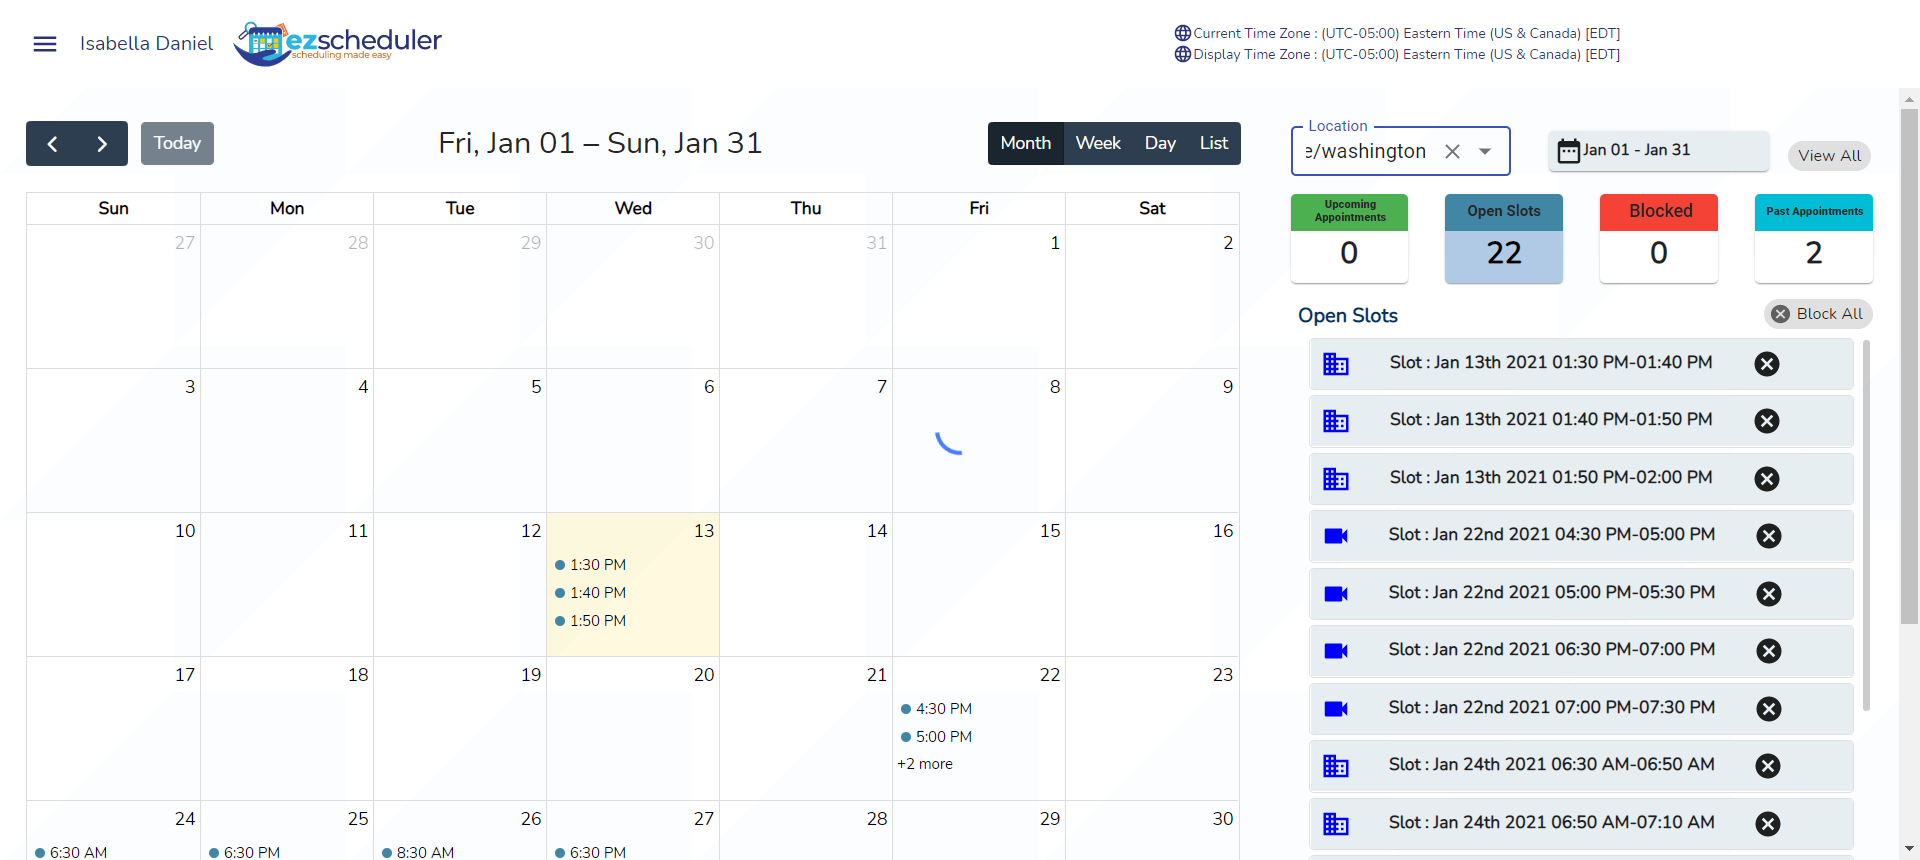 Isabella Daniel
ezscheduler
scheduling made easy
Current Time Zone : (UTC-05:00) Eastern Time (US & Canada) [EDT]
Display Time Zone : (UTC-05:00) Eastern Time (US & Canada) [EDT]
Today
Fri, Jan 01 – Sun, Jan 31
Month Week Day List
Location
e/washington
Jan 01 - Jan 31
View All
Sun Mon Tue Wed Thu Fri Sat
27 28 29 30 31 1 2
3 4 5 6 7 8 9
10 11 12 13 14 15 16
1:30 PM
1:40 PM
1:50 PM
17 18 19 20 21 22 23
4:30 PM
5:00 PM
+2 more
24 25 26 27 28 29 30
6:30 AM 6:30 PM 8:30 AM 6:30 PM
Upcoming
Appointments
0
Open Slots
22
Blocked
0
Past Appointments
2
Open Slots
Block All
Slot : Jan 13th 2021 01:30 PM-01:40 PM
Slot : Jan 13th 2021 01:40 PM-01:50 PM
Slot : Jan 13th 2021 01:50 PM-02:00 PM
Slot : Jan 22nd 2021 04:30 PM-05:00 PM
Slot : Jan 22nd 2021 05:00 PM-05:30 PM
Slot : Jan 22nd 2021 06:30 PM-07:00 PM
Slot : Jan 22nd 2021 07:00 PM-07:30 PM
Slot : Jan 24th 2021 06:30 AM-06:50 AM
Slot : Jan 24th 2021 06:50 AM-07:10 AM